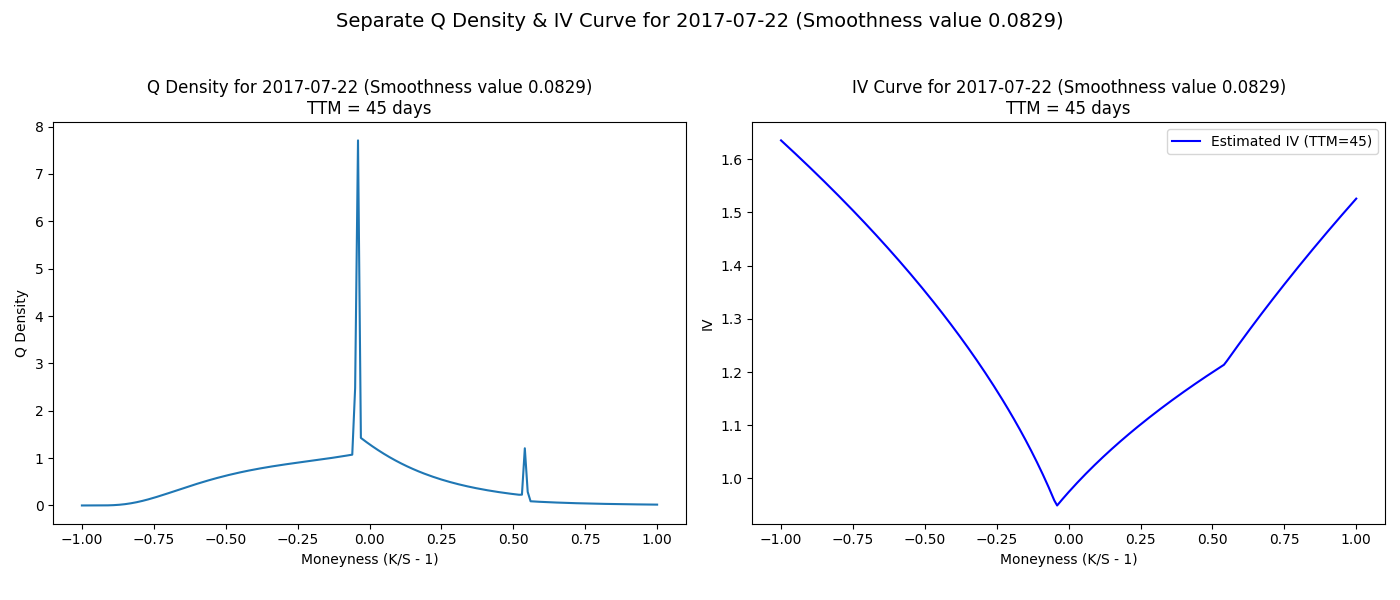 Separate Q Density & IV Curve for 2017-07-22 (Smoothness value 0.0829)
Q Density for 2017-07-22 (Smoothness value 0.0829)
TTM = 45 days
8
7
6
5
4
3
2
1
0
Q Density
−1.00 −0.75 −0.50 −0.25 0.00 0.25 0.50 0.75 1.00
Moneyness (K/S - 1)
IV Curve for 2017-07-22 (Smoothness value 0.0829)
TTM = 45 days
Estimated IV (TTM=45)
1.6
1.5
1.4
1.3
1.2
1.1
1.0
IV
−1.00 −0.75 −0.50 −0.25 0.00 0.25 0.50 0.75 1.00
Moneyness (K/S - 1)